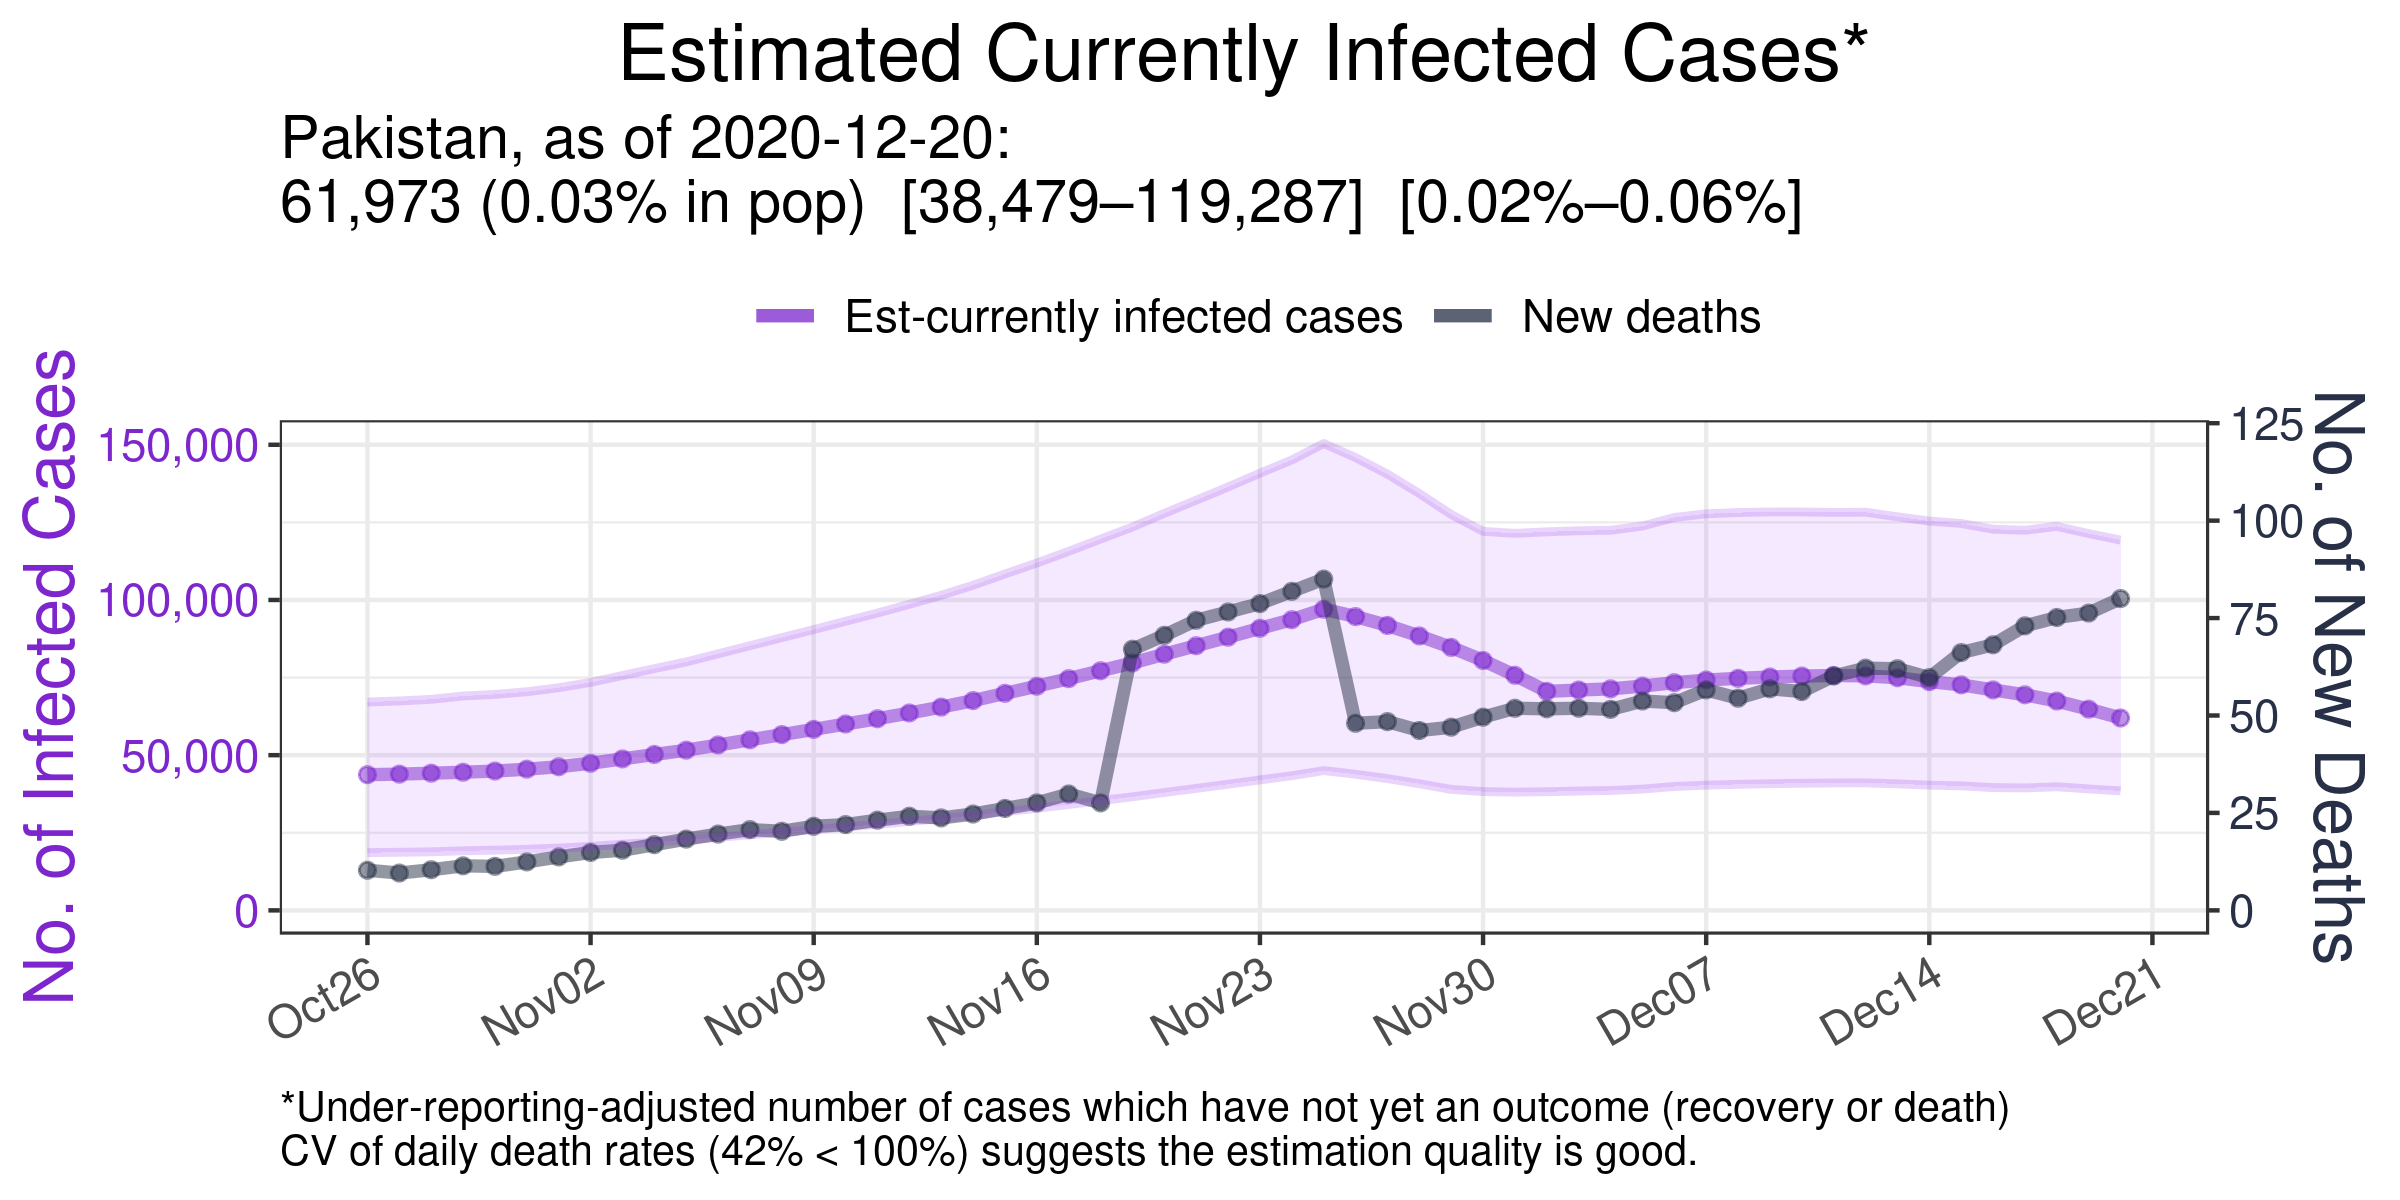 Estimated Currently Infected Cases*
Pakistan, as of 2020-12-20:
61,973 (0.03% in pop)  [38,479–119,287]  [0.02%–0.06%]
Est-currently infected cases
New deaths
No. of Infected Cases
150,000
100,000
50,000
0
125
100
75
50
25
0
No. of New Deaths
Oct26
Nov02
Nov09
Nov16
Nov23
Nov30
Dec07
Dec14
Dec21
*Under-reporting-adjusted number of cases which have not yet an outcome (recovery or death)
CV of daily death rates (42% < 100%) suggests the estimation quality is good.